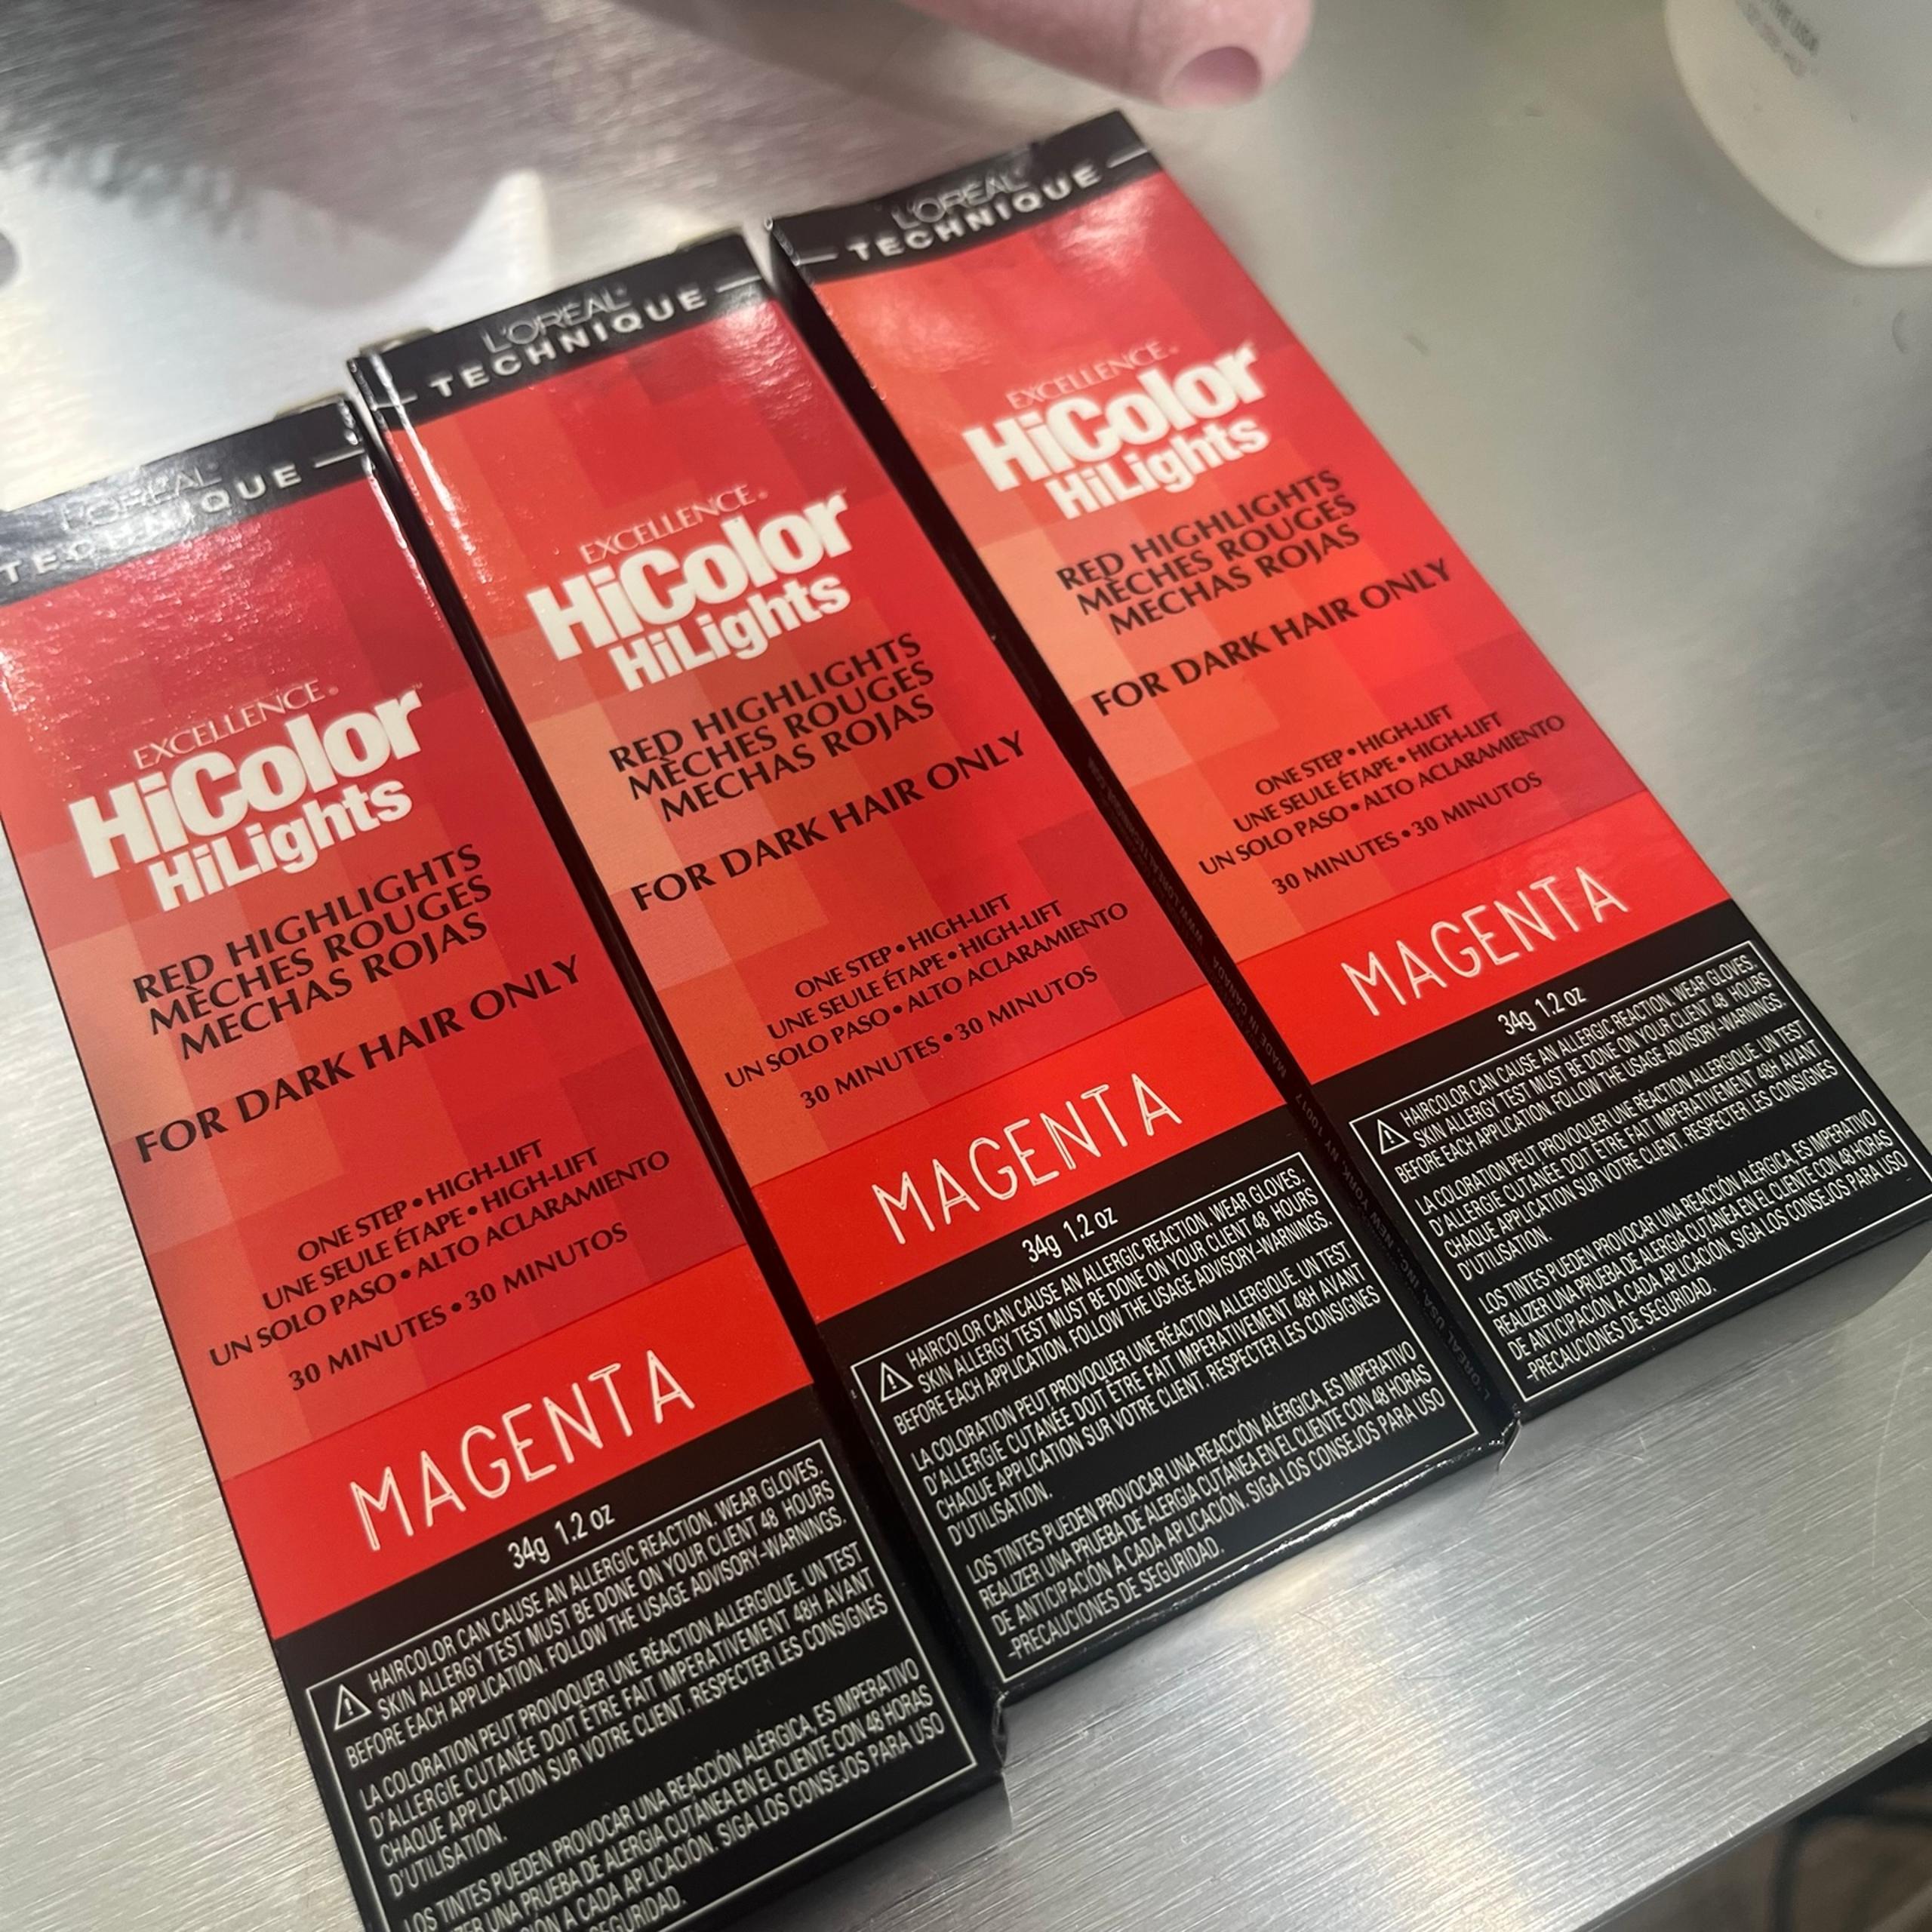 L'ORÉAL
TECHNIQUE
EXCELLENCE®
HiColor™
HiLights
RED HIGHLIGHTS
MÈCHES ROUGES
MECHAS ROJAS
FOR DARK HAIR ONLY
ONE STEP • HIGH-LIFT
UNE SEULE ÉTAPE • HIGH-LIFT
UN SOLO PASO • ALTO ACLARAMIENTO
30 MINUTES • 30 MINUTOS
MAGENTA
34g 1.2 oz
HAIRCOLOR CAN CAUSE AN ALLERGIC REACTION. WEAR GLOVES.
SKIN ALLERGY TEST MUST BE DONE ON YOUR CLIENT 48 HOURS
BEFORE EACH APPLICATION. FOLLOW THE USAGE ADVISORY-WARNINGS.
LA COLORATION PEUT PROVOQUER UNE RÉACTION ALLERGIQUE. UN TEST
D'ALLERGIE CUTANÉE DOIT ÊTRE FAIT IMPERATIVEMENT 48H AVANT
CHAQUE APPLICATION SUR VOTRE CLIENT. RESPECTER LES CONSIGNES
D'UTILISATION.
LOS TINTES PUEDEN PROVOCAR UNA REACCIÓN ALÉRGICA, ES IMPERATIVO
ZER UNA PRUEBA DE ALERGIA CUTÁNEA EN EL CLIENTE CON 48 HORAS
CIÓN A CADA APLICACIÓN. SIGA LOS CONSEJOS PARA USO
SEGURIDAD.
L'ORÉAL
TECHNIQUE
EXCELLENCE®
HiColor
HiLights
RED HIGHLIGHTS
MÈCHES ROUGES
MECHAS ROJAS
FOR DARK HAIR ONLY
ONE STEP • HIGH-LIFT
UNE SEULE ÉTAPE • HIGH-LIFT
UN SOLO PASO • ALTO ACLARAMIENTO
30 MINUTES • 30 MINUTOS
MAGENTA
34g 1.2 oz
HAIRCOLOR CAN CAUSE AN ALLERGIC REACTION. WEAR GLOVES.
SKIN ALLERGY TEST MUST BE DONE ON YOUR CLIENT 48 HOURS
BEFORE EACH APPLICATION. FOLLOW THE USAGE ADVISORY-WARNINGS.
LA COLORATION PEUT PROVOQUER UNE RÉACTION ALLERGIQUE. UN TEST
D'ALLERGIE CUTANÉE DOIT ÊTRE FAIT IMPERATIVEMENT 48H AVANT
CHAQUE APPLICATION SUR VOTRE CLIENT. RESPECTER LES CONSIGNES
D'UTILISATION.
LOS TINTES PUEDEN PROVOCAR UNA REACCIÓN ALÉRGICA, ES IMPERATIVO
REALIZER UNA PRUEBA DE ALERGIA CUTÁNEA EN EL CLIENTE CON 48 HORAS
DE ANTICIPACIÓN A CADA APLICACIÓN. SIGA LOS CONSEJOS PARA USO
-PRECAUCIONES DE SEGURIDAD.
L'ORÉAL USA, INC., NEW YORK, NY 10017 MADE IN CANADA
L'ORÉAL
TECHNIQUE
EXCELLENCE®
HiColor
HiLights
RED HIGHLIGHTS
MÈCHES ROUGES
MECHAS ROJAS
FOR DARK HAIR ONLY
ONE STEP • HIGH-LIFT
UNE SEULE ÉTAPE • HIGH-LIFT
UN SOLO PASO • ALTO ACLARAMIENTO
30 MINUTES • 30 MINUTOS
MAGENTA
34g 1.2 oz
HAIRCOLOR CAN CAUSE AN ALLERGIC REACTION. WEAR GLOVES.
SKIN ALLERGY TEST MUST BE DONE ON YOUR CLIENT 48 HOURS
BEFORE EACH APPLICATION. FOLLOW THE USAGE ADVISORY-WARNINGS.
LA COLORATION PEUT PROVOQUER UNE RÉACTION ALLERGIQUE. UN TEST
D'ALLERGIE CUTANÉE DOIT ÊTRE FAIT IMPERATIVEMENT 48H AVANT
CHAQUE APPLICATION SUR VOTRE CLIENT. RESPECTER LES CONSIGNES
D'UTILISATION.
LOS TINTES PUEDEN PROVOCAR UNA REACCIÓN ALÉRGICA, ES IMPERATIVO
REALIZER UNA PRUEBA DE ALERGIA CUTÁNEA EN EL CLIENTE CON 48 HORAS
DE ANTICIPACIÓN A CADA APLICACIÓN. SIGA LOS CONSEJOS PARA USO
-PRECAUCIONES DE SEGURIDAD.